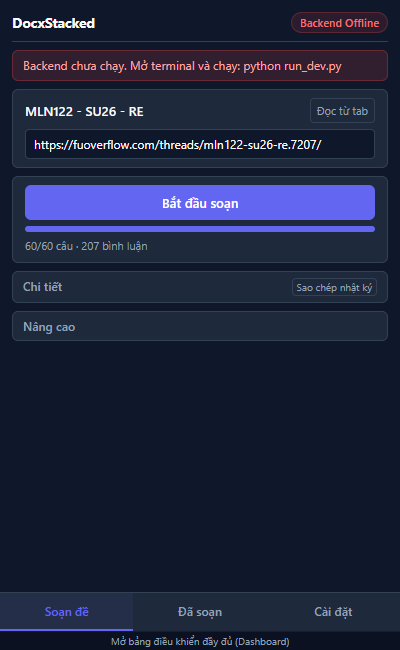 DocxStacked
Backend Offline
Backend chưa chạy. Mở terminal và chạy: python run_dev.py
MLN122 - SU26 - RE
Đọc từ tab
https://fuoverflow.com/threads/mln122-su26-re.7207/
Bắt đầu soạn
60/60 câu · 207 bình luận
Chi tiết
Sao chép nhật ký
Nâng cao
Soạn đề
Đã soạn
Cài đặt
Mở bảng điều khiển đầy đủ (Dashboard)